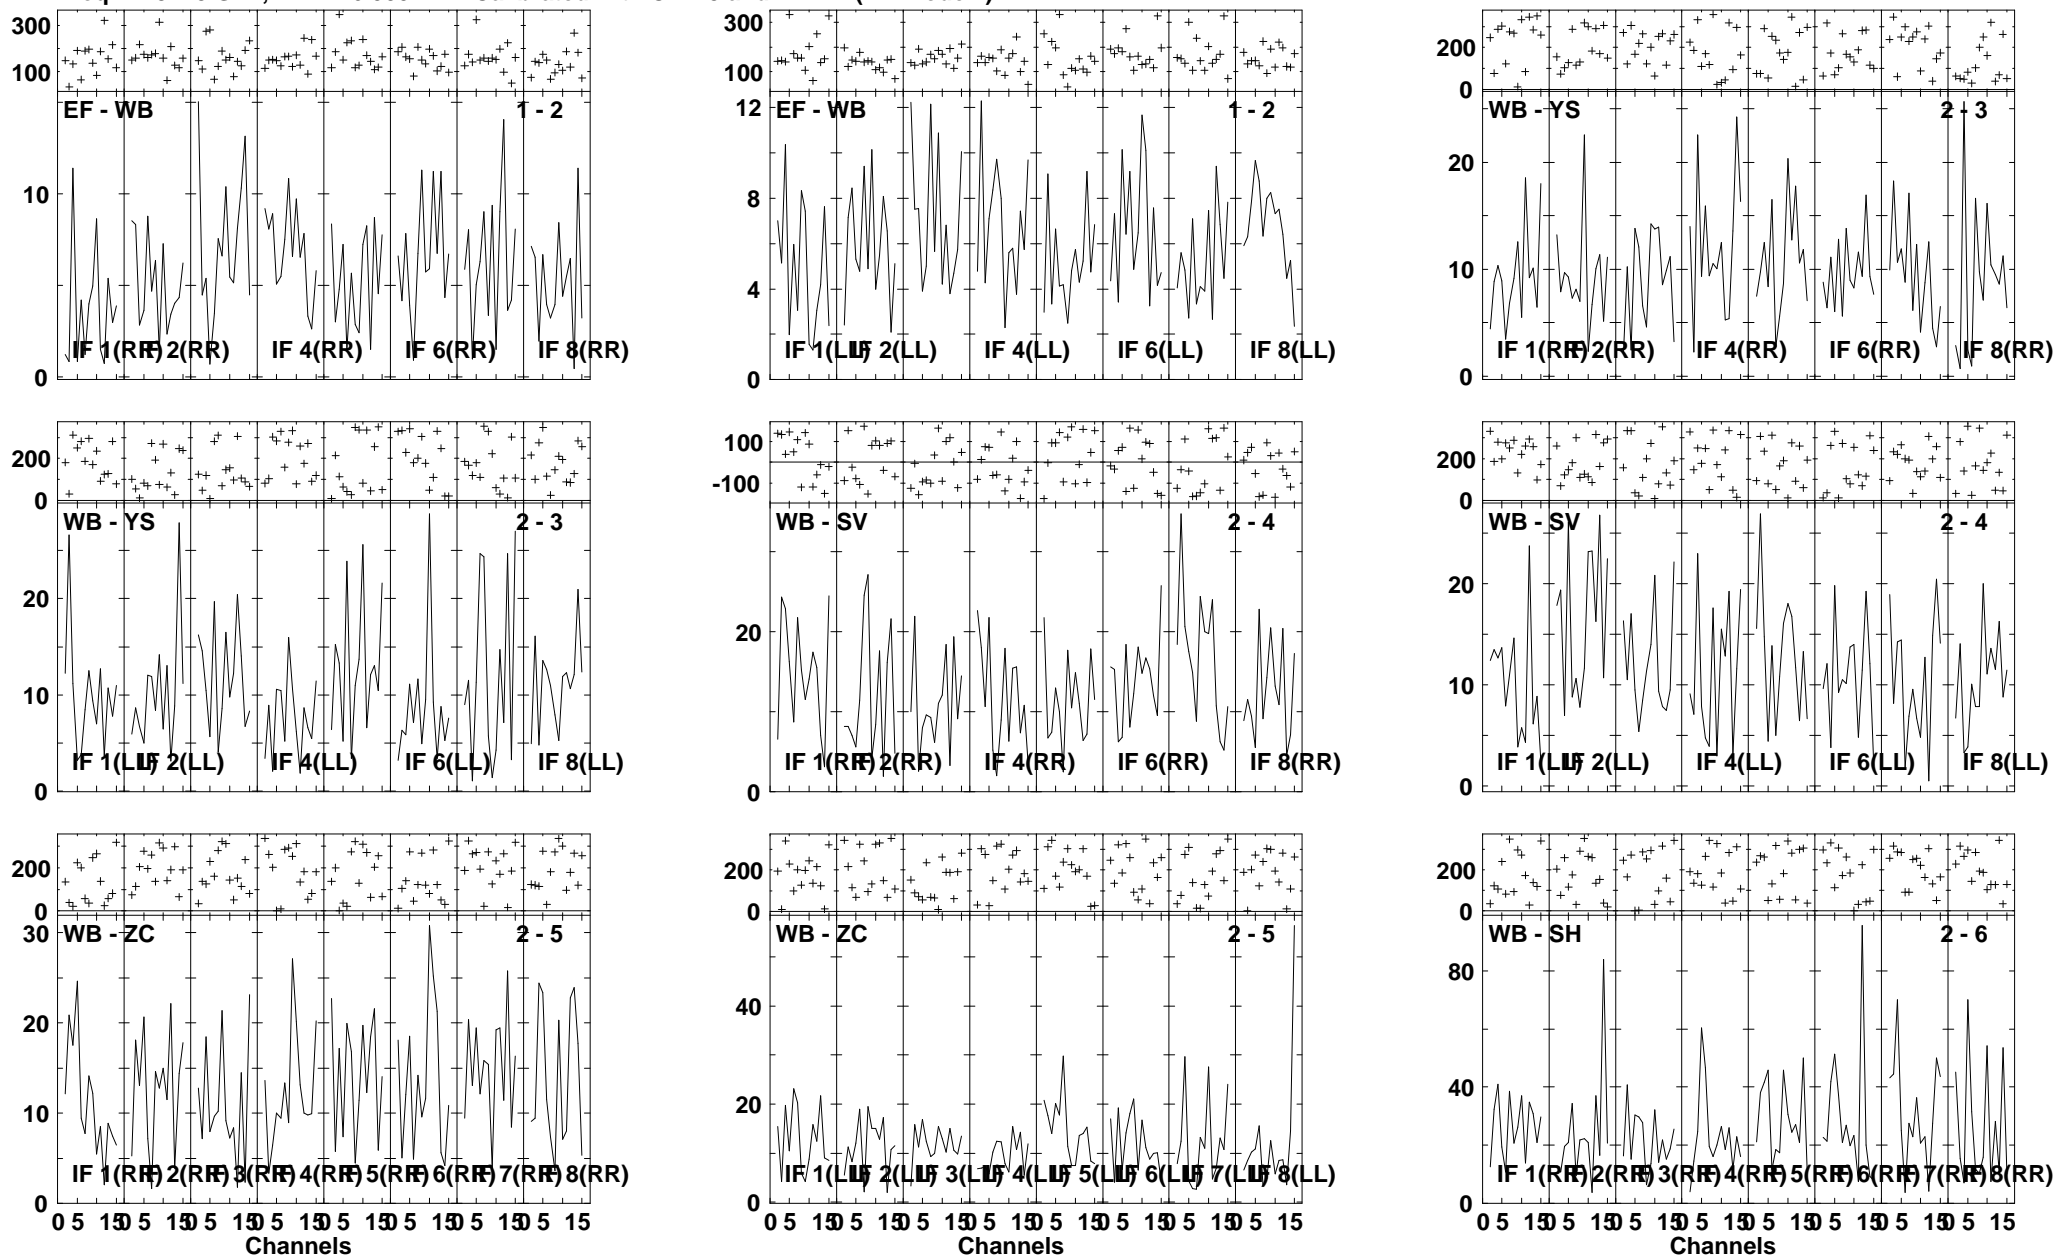 300
100
EF - WB 1 - 2
10
0
IF 1(RR) IF 2(RR) IF 4(RR) IF 6(RR) IF 8(RR)
300
100
EF - WB 1 - 2
12
8
4
0
IF 1(LL) IF 2(LL) IF 4(LL) IF 6(LL) IF 8(LL)
200
0
WB - YS 2 - 3
20
10
0
IF 1(RR) IF 2(RR) IF 4(RR) IF 6(RR) IF 8(RR)
200
0
WB - YS 2 - 3
20
10
0
IF 1(LL) IF 2(LL) IF 4(LL) IF 6(LL) IF 8(LL)
100
-100
WB - SV 2 - 4
20
0
IF 1(RR) IF 2(RR) IF 4(RR) IF 6(RR) IF 8(RR)
200
0
WB - SV 2 - 4
20
10
0
IF 1(LL) IF 2(LL) IF 4(LL) IF 6(LL) IF 8(LL)
200
0
WB - ZC 2 - 5
30
20
10
0
IF 1(RR) IF 2(RR) IF 3(RR) IF 4(RR) IF 5(RR) IF 6(RR) IF 7(RR) IF 8(RR)
0 5 15 0 5 15 0 5 15 0 5 15 0 5 15 0 5 15 0 5 15 0 5 15
Channels
200
0
WB - ZC 2 - 5
40
20
0
IF 1(LL) IF 2(LL) IF 3(LL) IF 4(LL) IF 5(LL) IF 6(LL) IF 7(LL) IF 8(LL)
0 5 15 0 5 15 0 5 15 0 5 15 0 5 15 0 5 15 0 5 15 0 5 15
Channels
200
0
WB - SH 2 - 6
80
40
0
IF 1(RR) IF 2(RR) IF 3(RR) IF 4(RR) IF 5(RR) IF 6(RR) IF 7(RR) IF 8(RR)
0 5 15 0 5 15 0 5 15 0 5 15 0 5 15 0 5 15 0 5 15 0 5 15
Channels